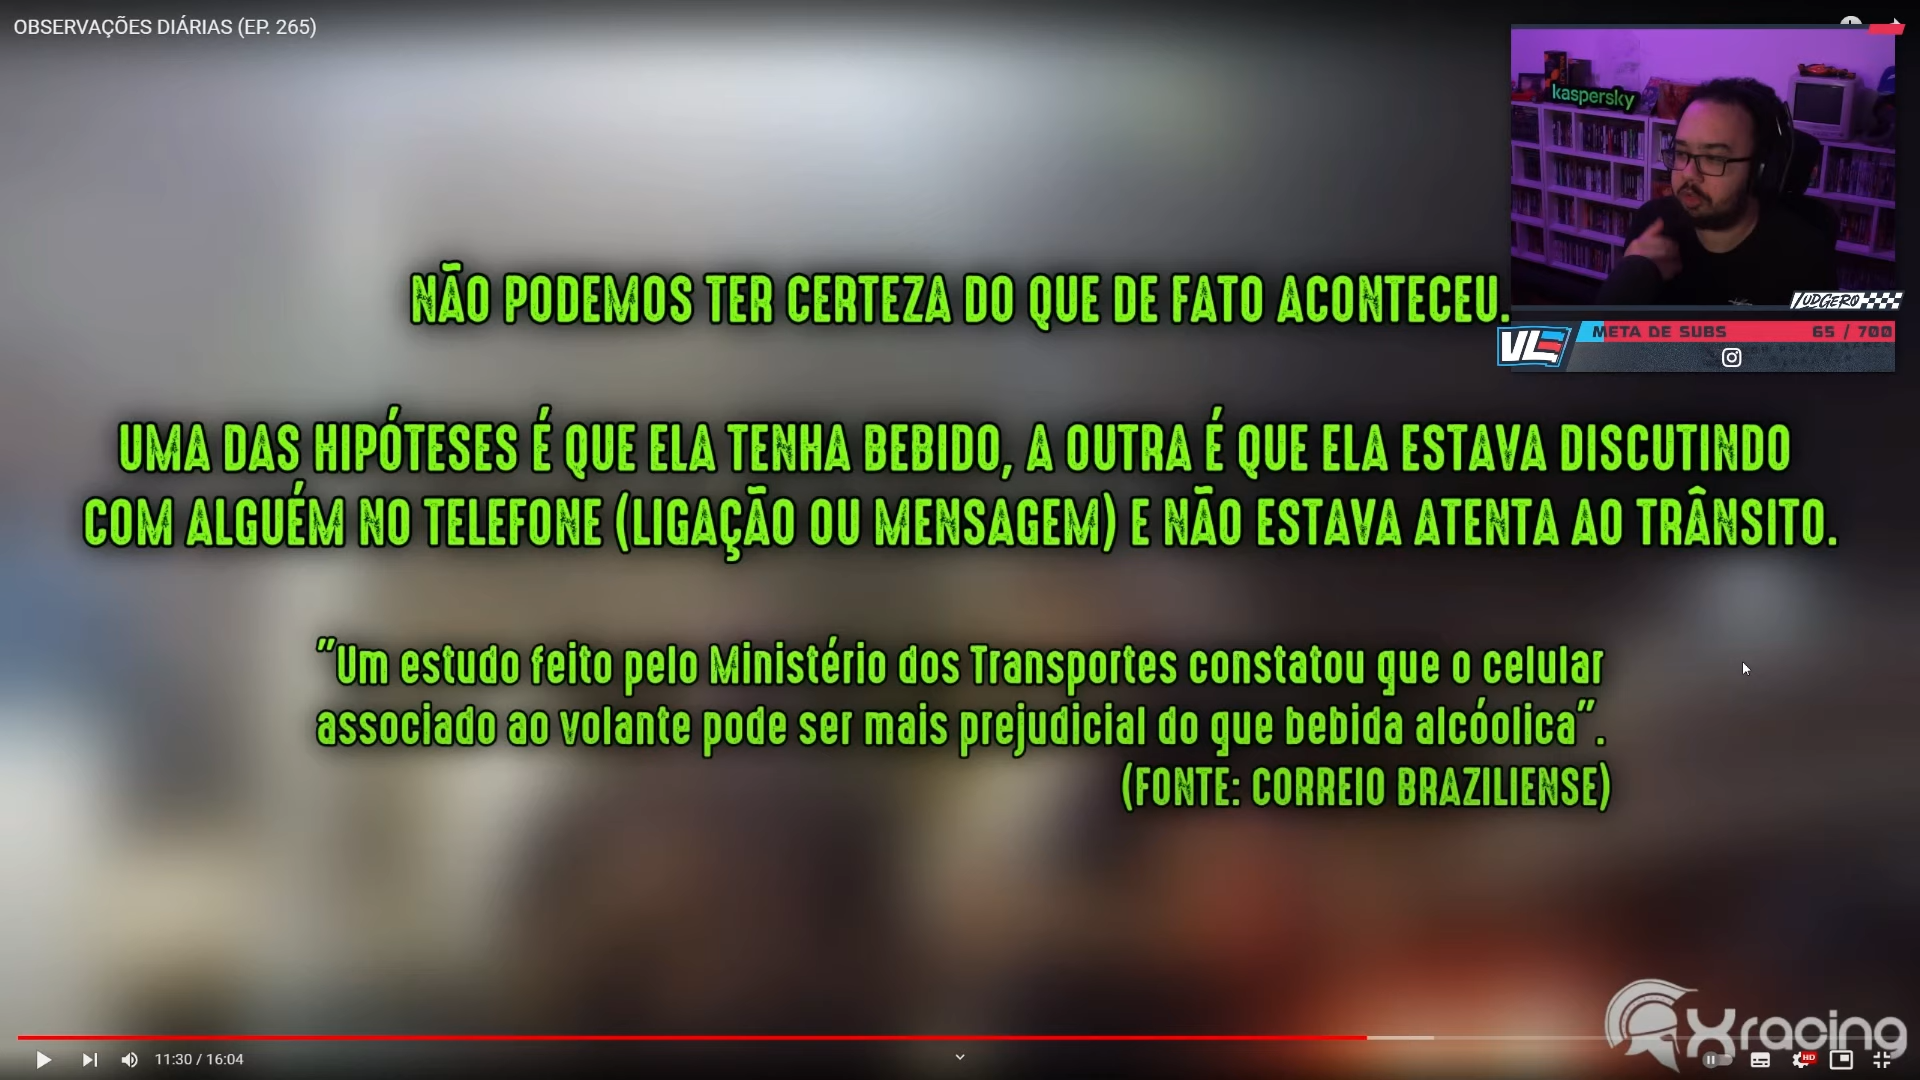 OBSERVAÇÕES DIÁRIAS (EP. 265)
kaspersky
NÃO PODEMOS TER CERTEZA DO QUE DE FATO ACONTECEU.
LUDGERO
META DE SUBS 65 / 700
VLE
UMA DAS HIPÓTESES É QUE ELA TENHA BEBIDO, A OUTRA É QUE ELA ESTAVA DISCUTINDO
COM ALGUÉM NO TELEFONE (LIGAÇÃO OU MENSAGEM) E NÃO ESTAVA ATENTA AO TRÂNSITO.
"Um estudo feito pelo Ministério dos Transportes constatou que o celular
associado ao volante pode ser mais prejudicial do que bebida alcóolica".
(FONTE: CORREIO BRAZILIENSE)
Xracing
11:30 / 16:04
HD